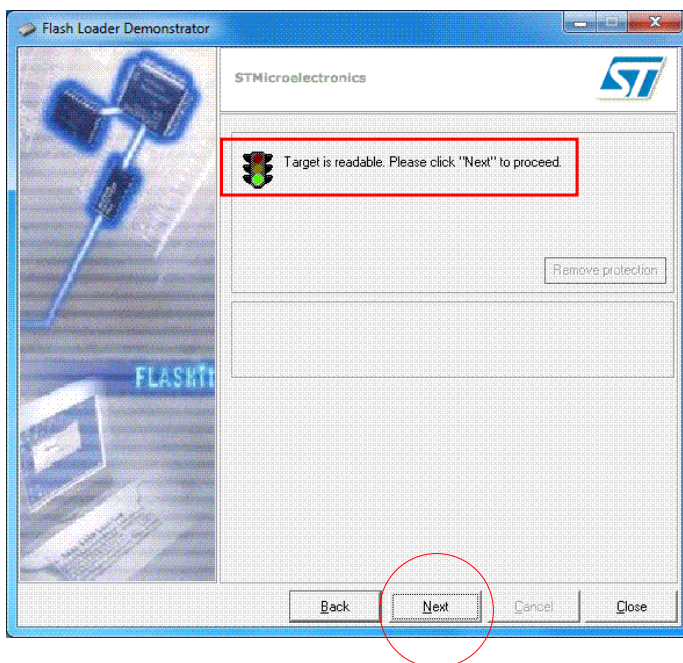 Flash Loader Demonstrator
STMicroelectronics
ST
Target is readable. Please click "Next" to proceed.
Remove protection
FLASH
Back Next Cancel Close